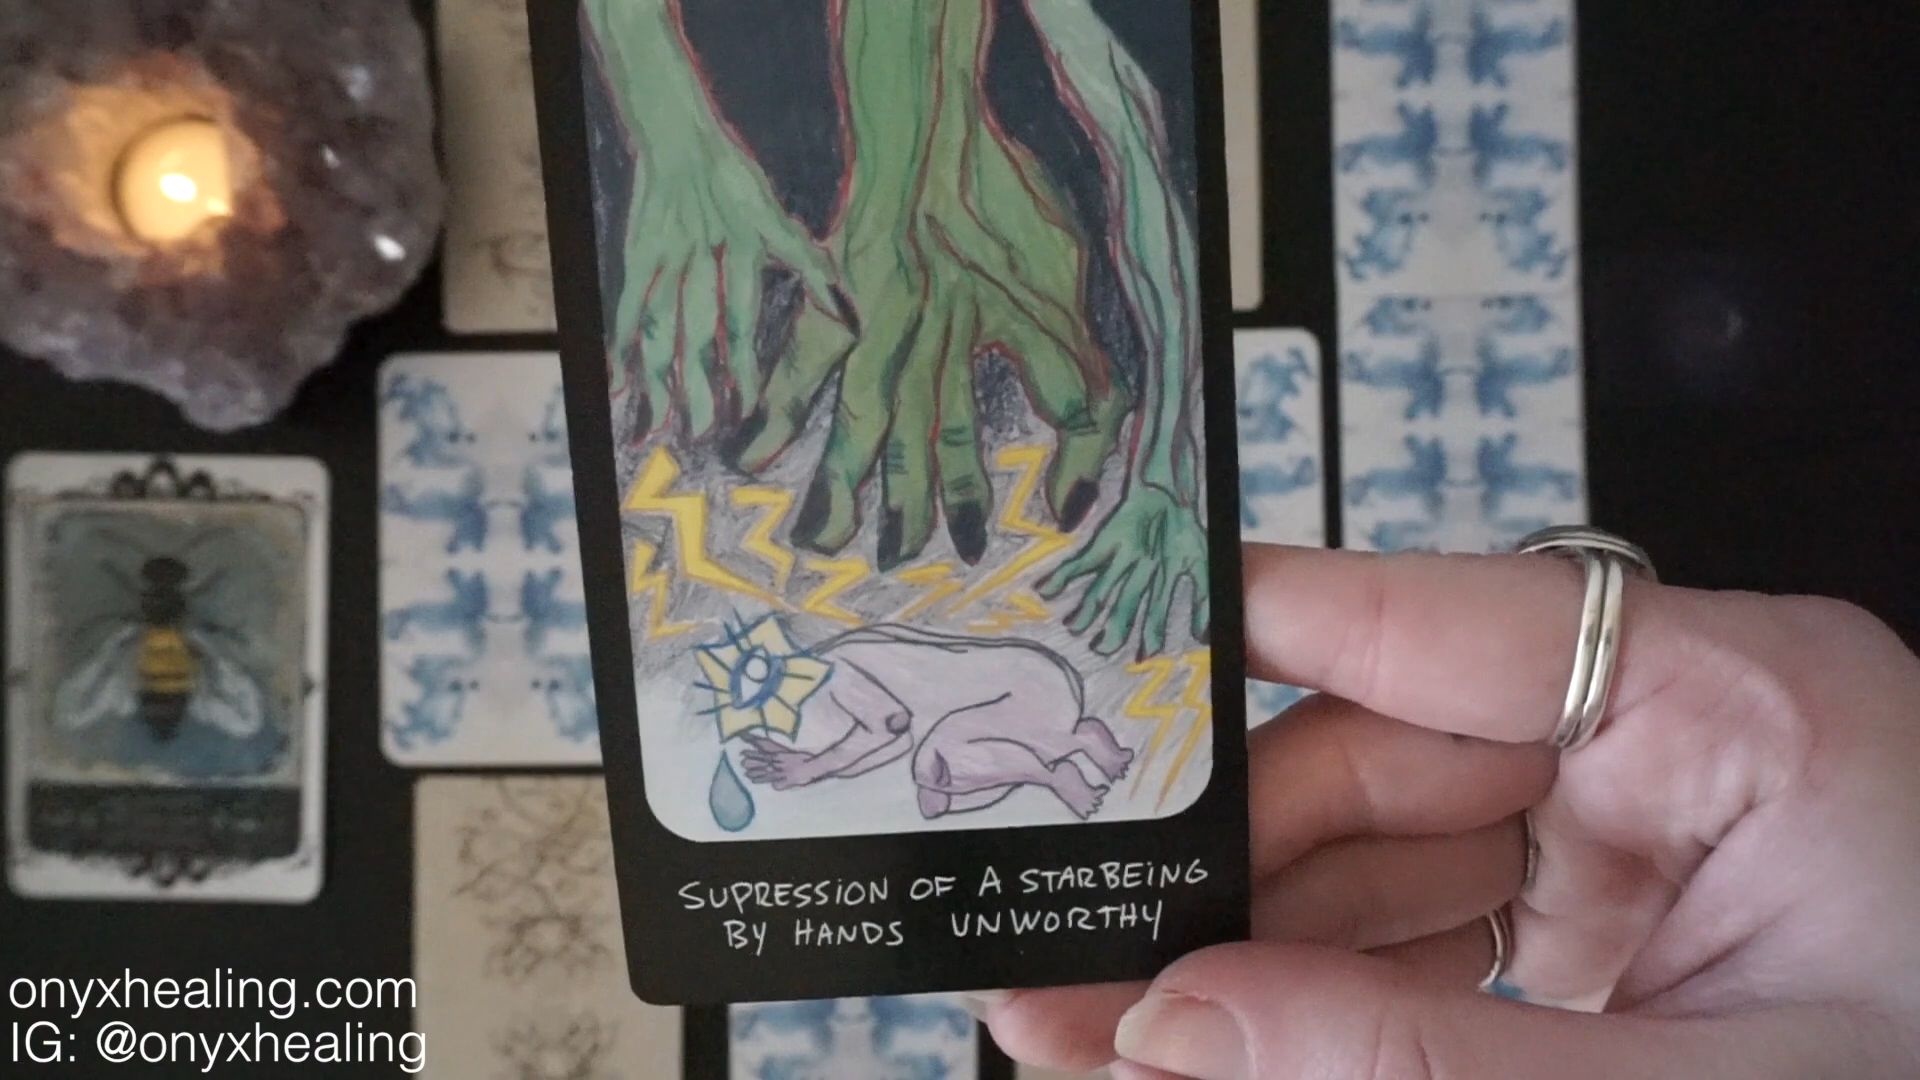 SUPRESSION OF A STARBEING
BY HANDS UNWORTHY
onyxhealing.com
IG: @onyxhealing